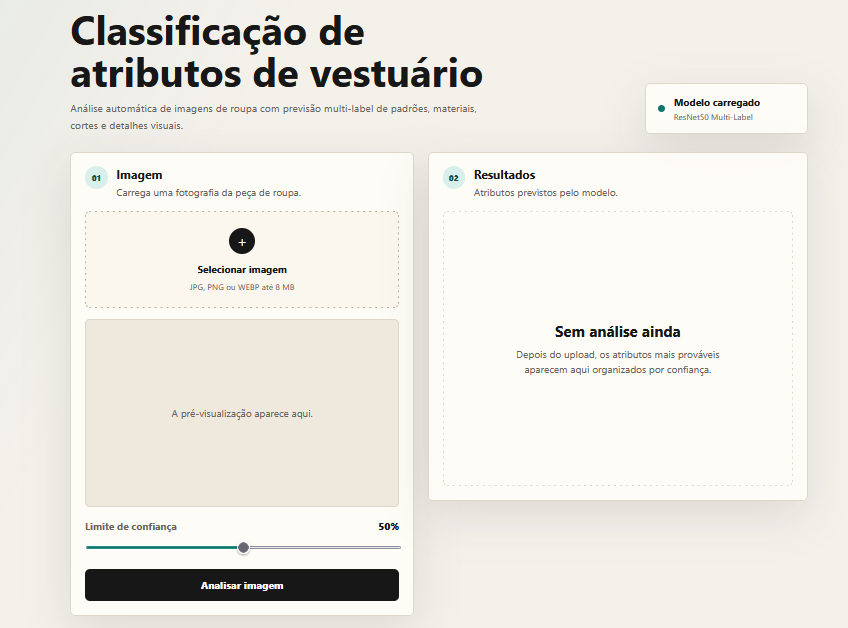 Classificação de
atributos de vestuário
Análise automática de imagens de roupa com previsão multi-label de padrões, materiais,
cortes e detalhes visuais.
Modelo carregado
ResNet50 Multi-Label
01
Imagem
Carrega uma fotografia da peça de roupa.
+
Selecionar imagem
JPG, PNG ou WEBP até 8 MB
A pré-visualização aparece aqui.
Limite de confiança 50%
Analisar imagem
02
Resultados
Atributos previstos pelo modelo.
Sem análise ainda
Depois do upload, os atributos mais prováveis
aparecem aqui organizados por confiança.